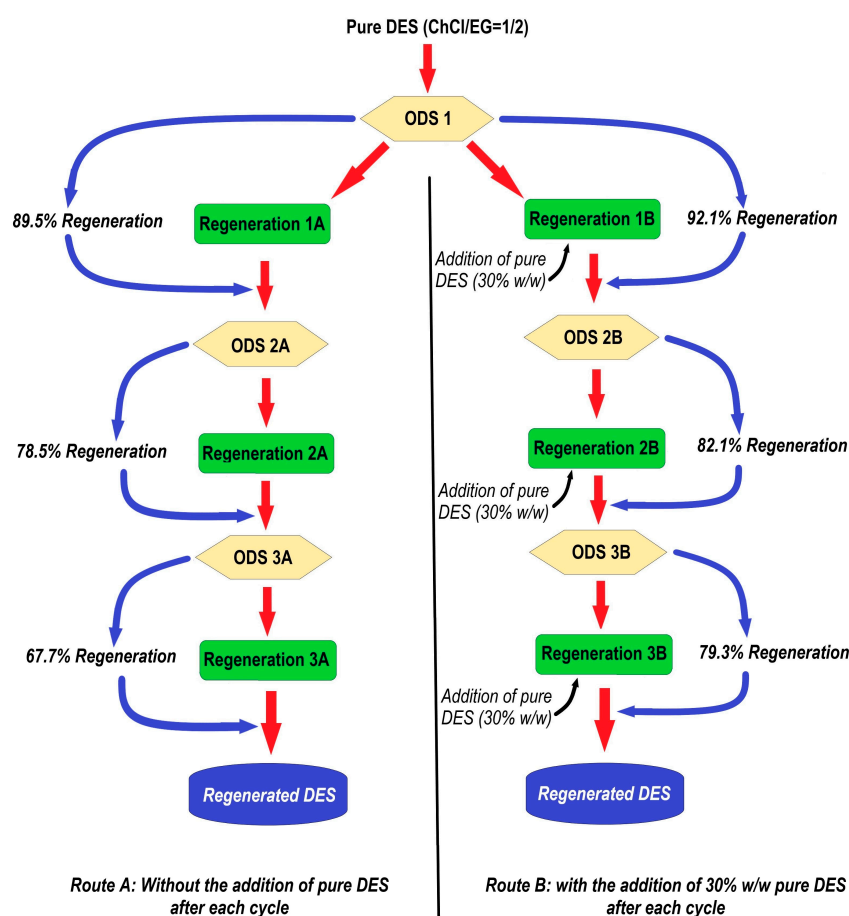 Pure DES (ChCl/EG=1/2)
ODS 1
89.5% Regeneration
Regeneration 1A
Regeneration 1B
92.1% Regeneration
Addition of pure
DES (30% w/w)
ODS 2A
ODS 2B
78.5% Regeneration
Regeneration 2A
Regeneration 2B
82.1% Regeneration
Addition of pure
DES (30% w/w)
ODS 3A
ODS 3B
67.7% Regeneration
Regeneration 3A
Regeneration 3B
79.3% Regeneration
Addition of pure
DES (30% w/w)
Regenerated DES
Regenerated DES
Route A: Without the addition of pure DES
after each cycle
Route B: with the addition of 30% w/w pure DES
after each cycle